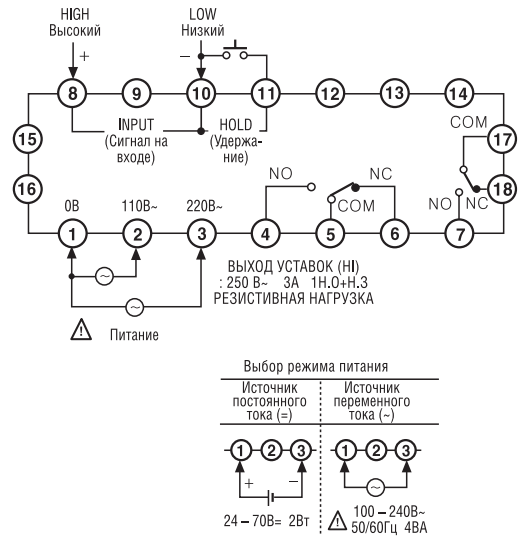 HIGH
Высокий
LOW
Низкий
+
−
8 9 10 11 12 13 14
INPUT
(Сигнал на
входе)
HOLD
(Удержа-
ние)
COM
15
17
16
18
NO
NC
COM
NO
NC
0В 110В~ 220В~
1 2 3 4 5 6 7
~
~
ВЫХОД УСТАВОК (HI)
: 250 В~ 3А 1Н.О+Н.З
РЕЗИСТИВНАЯ НАГРУЗКА
! Питание
Выбор режима питания
Источник
постоянного
тока (=)
Источник
переменного
тока (~)
1 2 3
1 2 3
+ −
~
24 – 70В= 2Вт
! 100 – 240В~
50/60Гц 4ВА